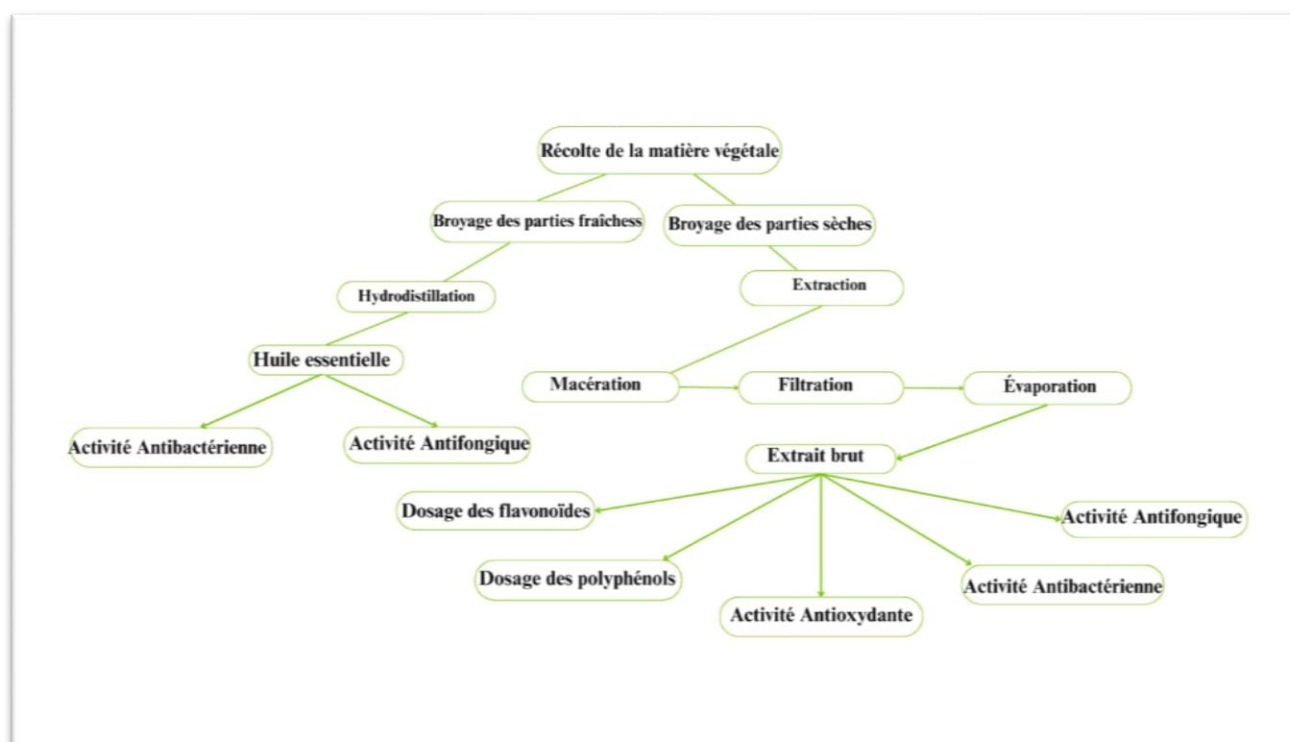 Récolte de la matière végétale
Broyage des parties fraîchess
Broyage des parties sèches
Hydrodistillation
Extraction
Huile essentielle
Macération
Filtration
Évaporation
Activité Antibactérienne
Activité Antifongique
Extrait brut
Dosage des flavonoïdes
Activité Antifongique
Dosage des polyphénols
Activité Antibactérienne
Activité Antioxydante